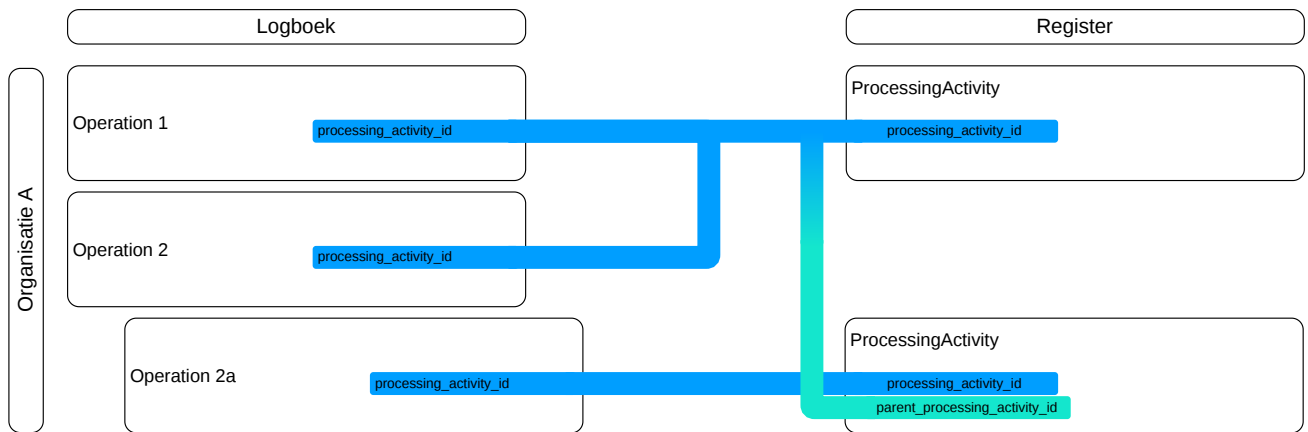 Logboek
Register
Organisatie A
Operation 1
processing_activity_id
ProcessingActivity
processing_activity_id
Operation 2
processing_activity_id
Operation 2a
processing_activity_id
ProcessingActivity
processing_activity_id
parent_processing_activity_id